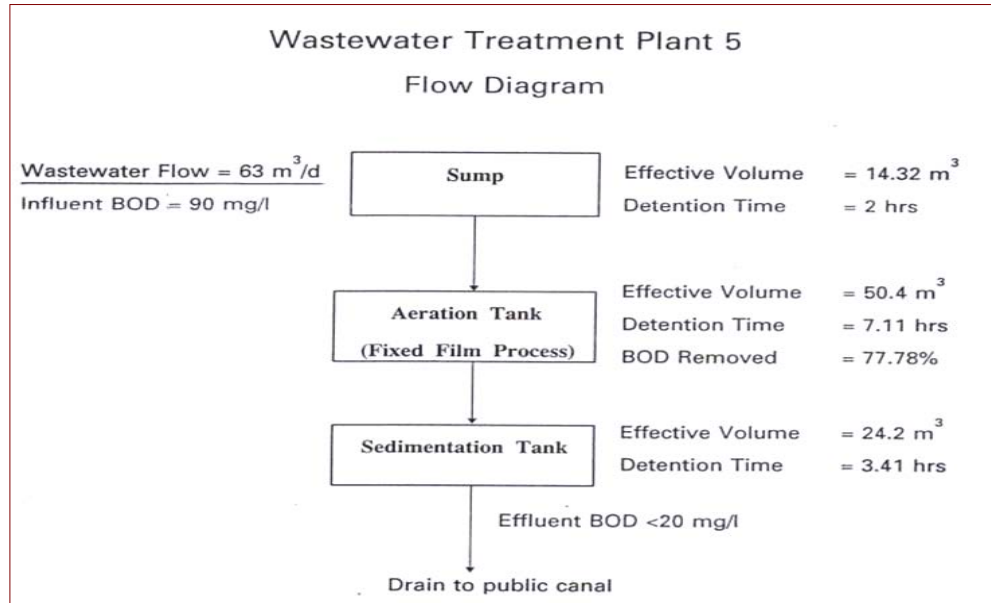 Wastewater Treatment Plant 5
Flow Diagram
Wastewater Flow = 63 m³/d
Influent BOD = 90 mg/l
Sump
Effective Volume = 14.32 m³
Detention Time = 2 hrs
Aeration Tank
(Fixed Film Process)
Effective Volume = 50.4 m³
Detention Time = 7.11 hrs
BOD Removed = 77.78%
Sedimentation Tank
Effective Volume = 24.2 m³
Detention Time = 3.41 hrs
Effluent BOD <20 mg/l
Drain to public canal